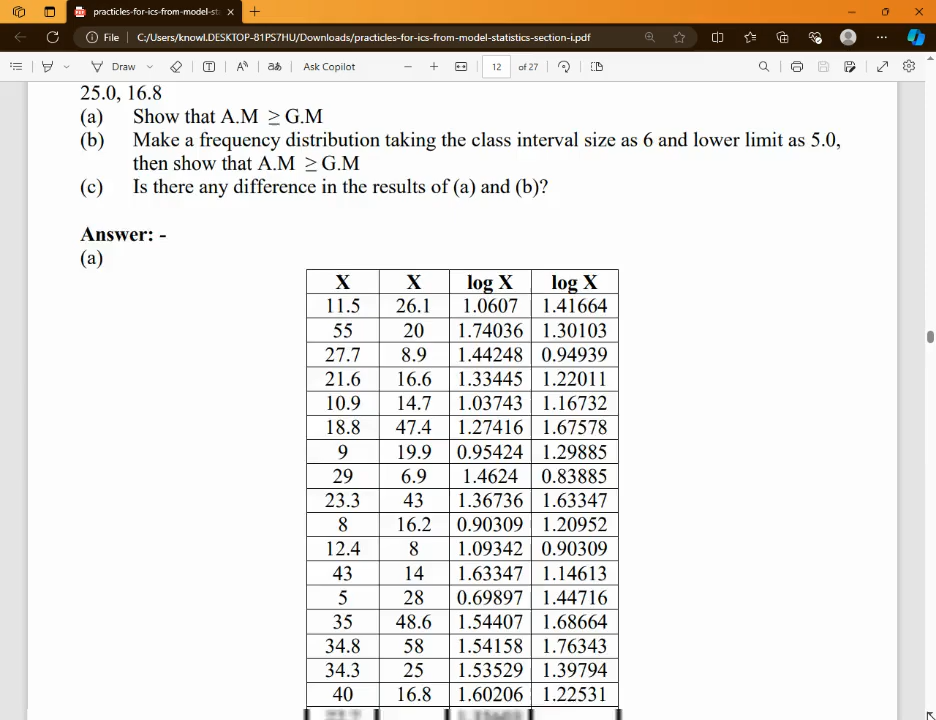 practicles-for-ics-from-model-st
File C:/Users/knowl.DESKTOP-81PS7HU/Downloads/practicles-for-ics-from-model-statistics-section-i.pdf
Draw Ask Copilot 12 of 27
25.0, 16.8
(a) Show that A.M ≥ G.M
(b) Make a frequency distribution taking the class interval size as 6 and lower limit as 5.0,
then show that A.M ≥ G.M
(c) Is there any difference in the results of (a) and (b)?
Answer: -
(a)
X X log X log X
11.5 26.1 1.0607 1.41664
55 20 1.74036 1.30103
27.7 8.9 1.44248 0.94939
21.6 16.6 1.33445 1.22011
10.9 14.7 1.03743 1.16732
18.8 47.4 1.27416 1.67578
9 19.9 0.95424 1.29885
29 6.9 1.4624 0.83885
23.3 43 1.36736 1.63347
8 16.2 0.90309 1.20952
12.4 8 1.09342 0.90309
43 14 1.63347 1.14613
5 28 0.69897 1.44716
35 48.6 1.54407 1.68664
34.8 58 1.54158 1.76343
34.3 25 1.53529 1.39794
40 16.8 1.60206 1.22531